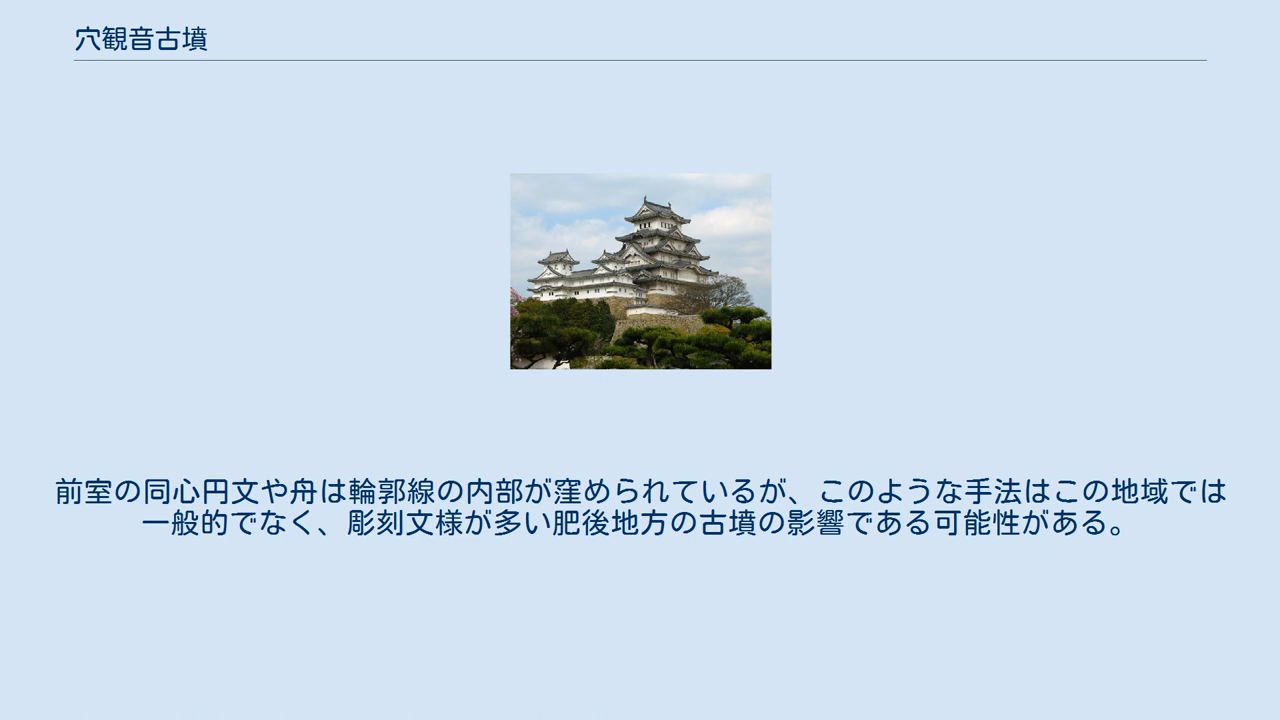 穴観音古墳
前室の同心円文や舟は輪郭線の内部が窪められているが、このような手法はこの地域では
一般的でなく、彫刻文様が多い肥後地方の古墳の影響である可能性がある。